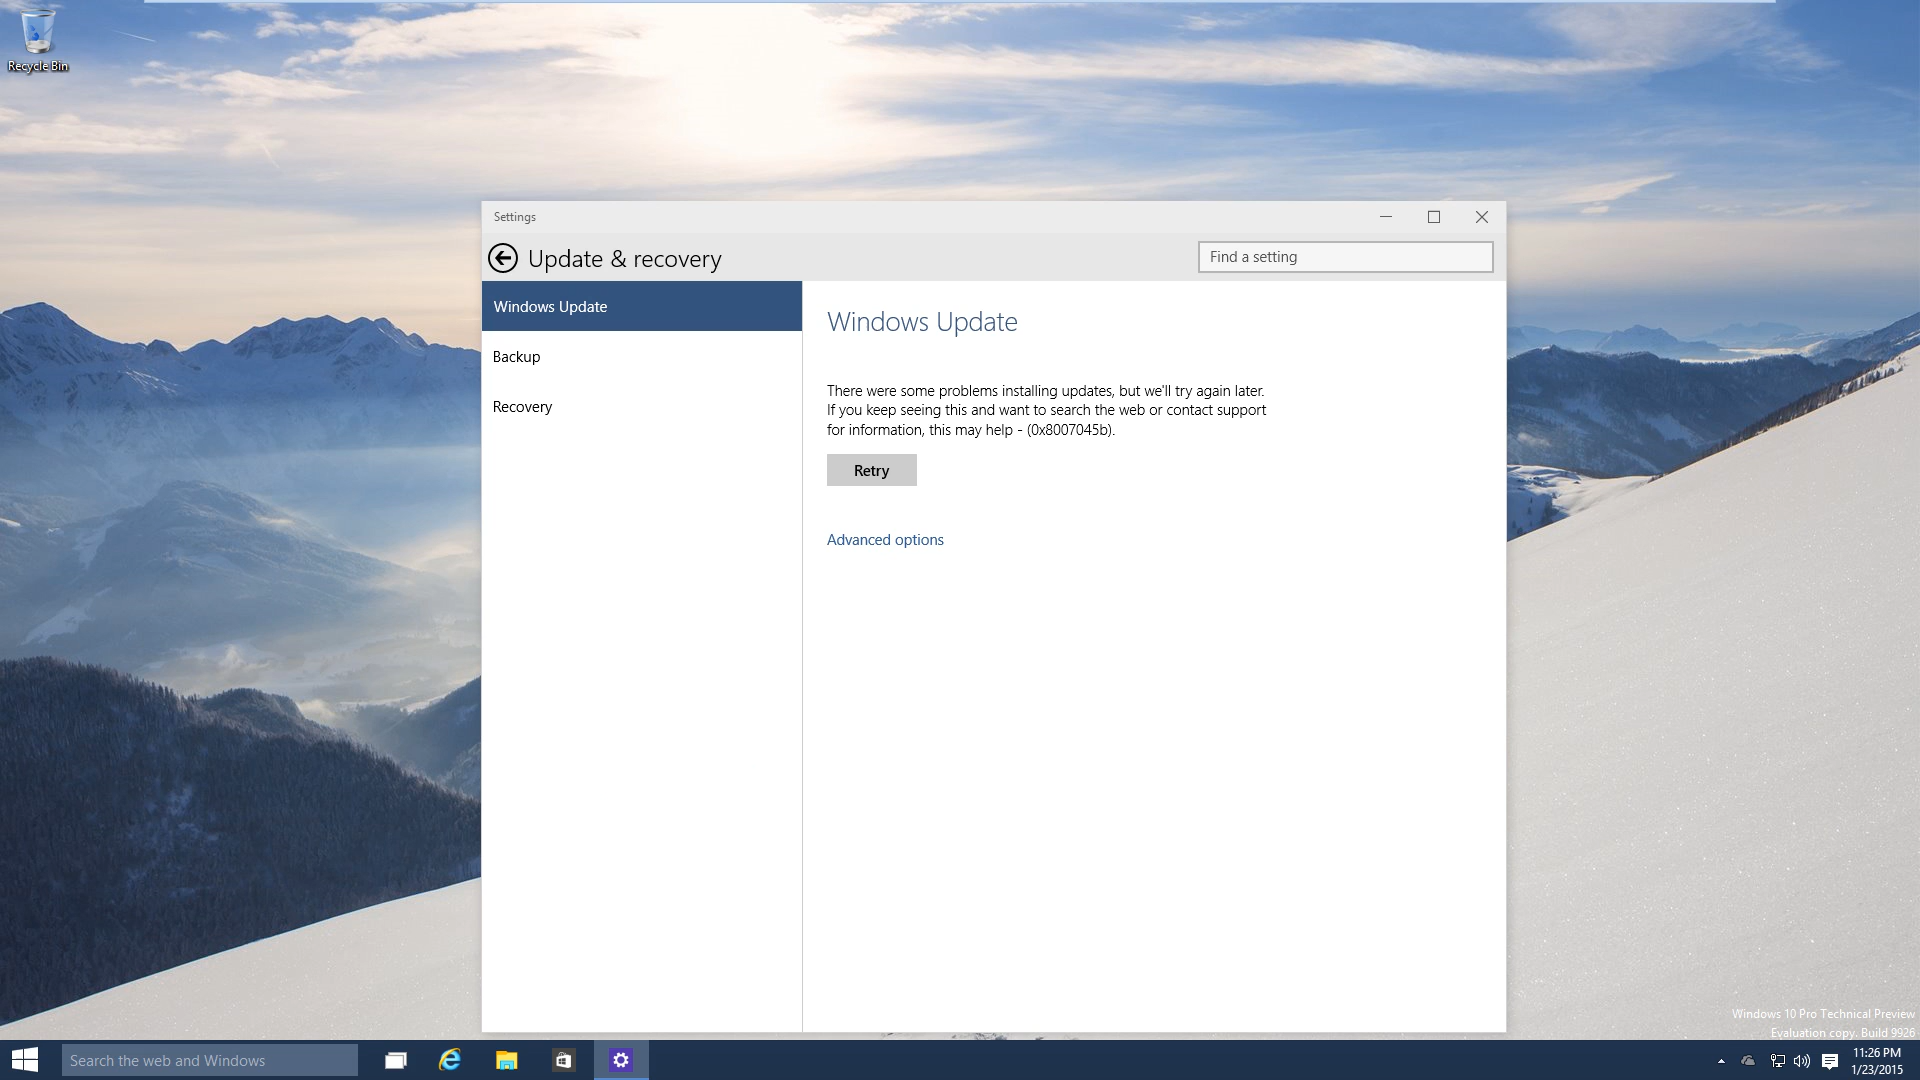 Recycle Bin
Settings
Update & recovery
Find a setting
Windows Update
Backup
Recovery
Windows Update
There were some problems installing updates, but we'll try again later.
If you keep seeing this and want to search the web or contact support
for information, this may help - (0x8007045b).
Retry
Advanced options
Windows 10 Pro Technical Preview
Evaluation copy. Build 9926
Search the web and Windows
11:26 PM
1/23/2015